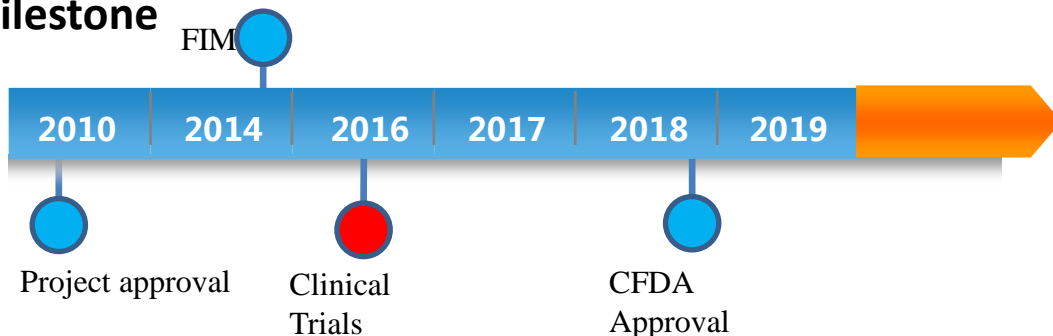 ilestone
FIM
2010 2014 2016 2017 2018 2019
Project approval
Clinical
Trials
CFDA
Approval